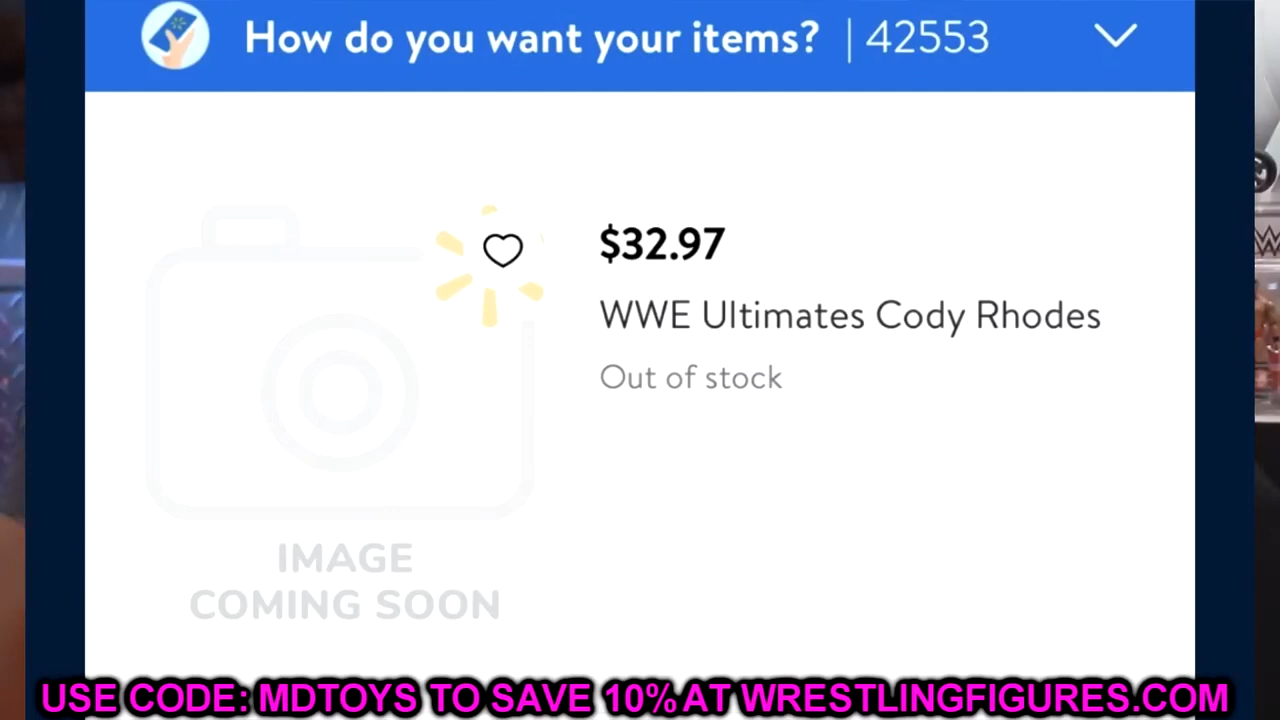 How do you want your items? | 42553
$32.97
WWE Ultimates Cody Rhodes
Out of stock
IMAGE
COMING SOON
USE CODE: MDTOYS TO SAVE 10% AT WRESTLINGFIGURES.COM